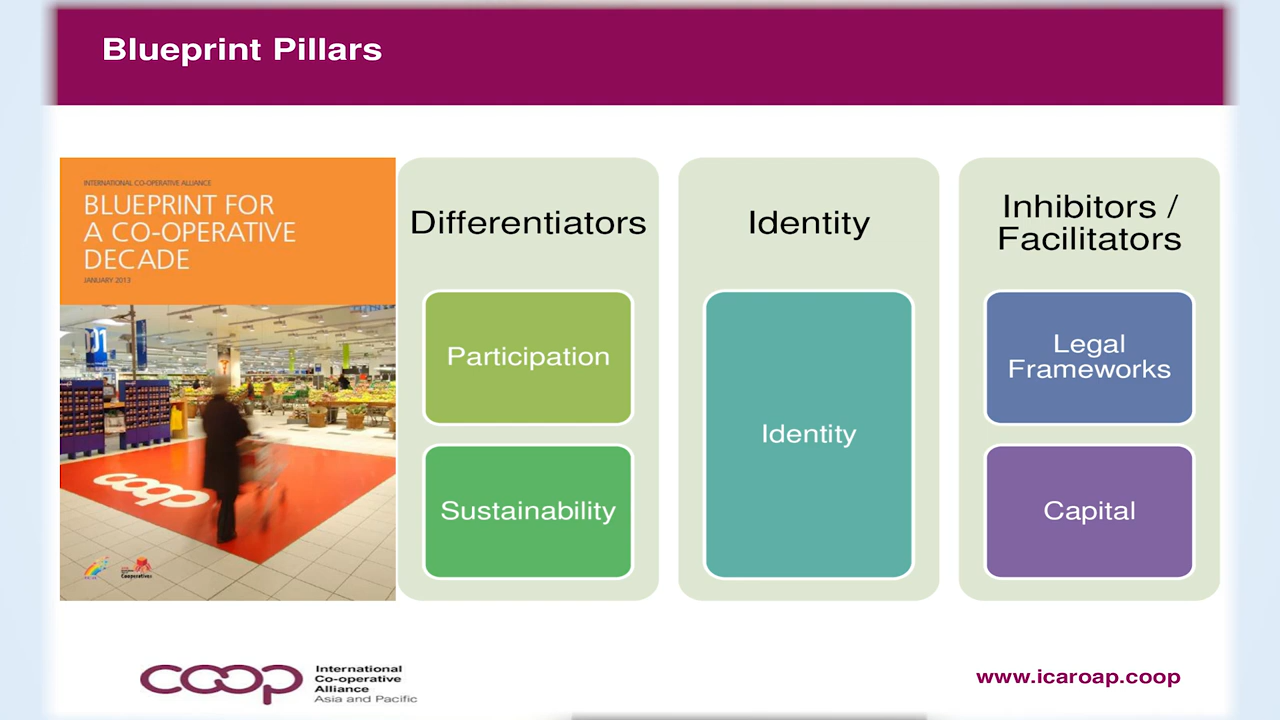 Blueprint Pillars
INTERNATIONAL CO-OPERATIVE ALLIANCE
BLUEPRINT FOR
A CO-OPERATIVE
DECADE
JANUARY 2013
coop
Differentiators
Participation
Sustainability
Identity
Identity
Inhibitors /
Facilitators
Legal
Frameworks
Capital
coop
International
Co-operative
Alliance
Asia and Pacific
www.icaroap.coop